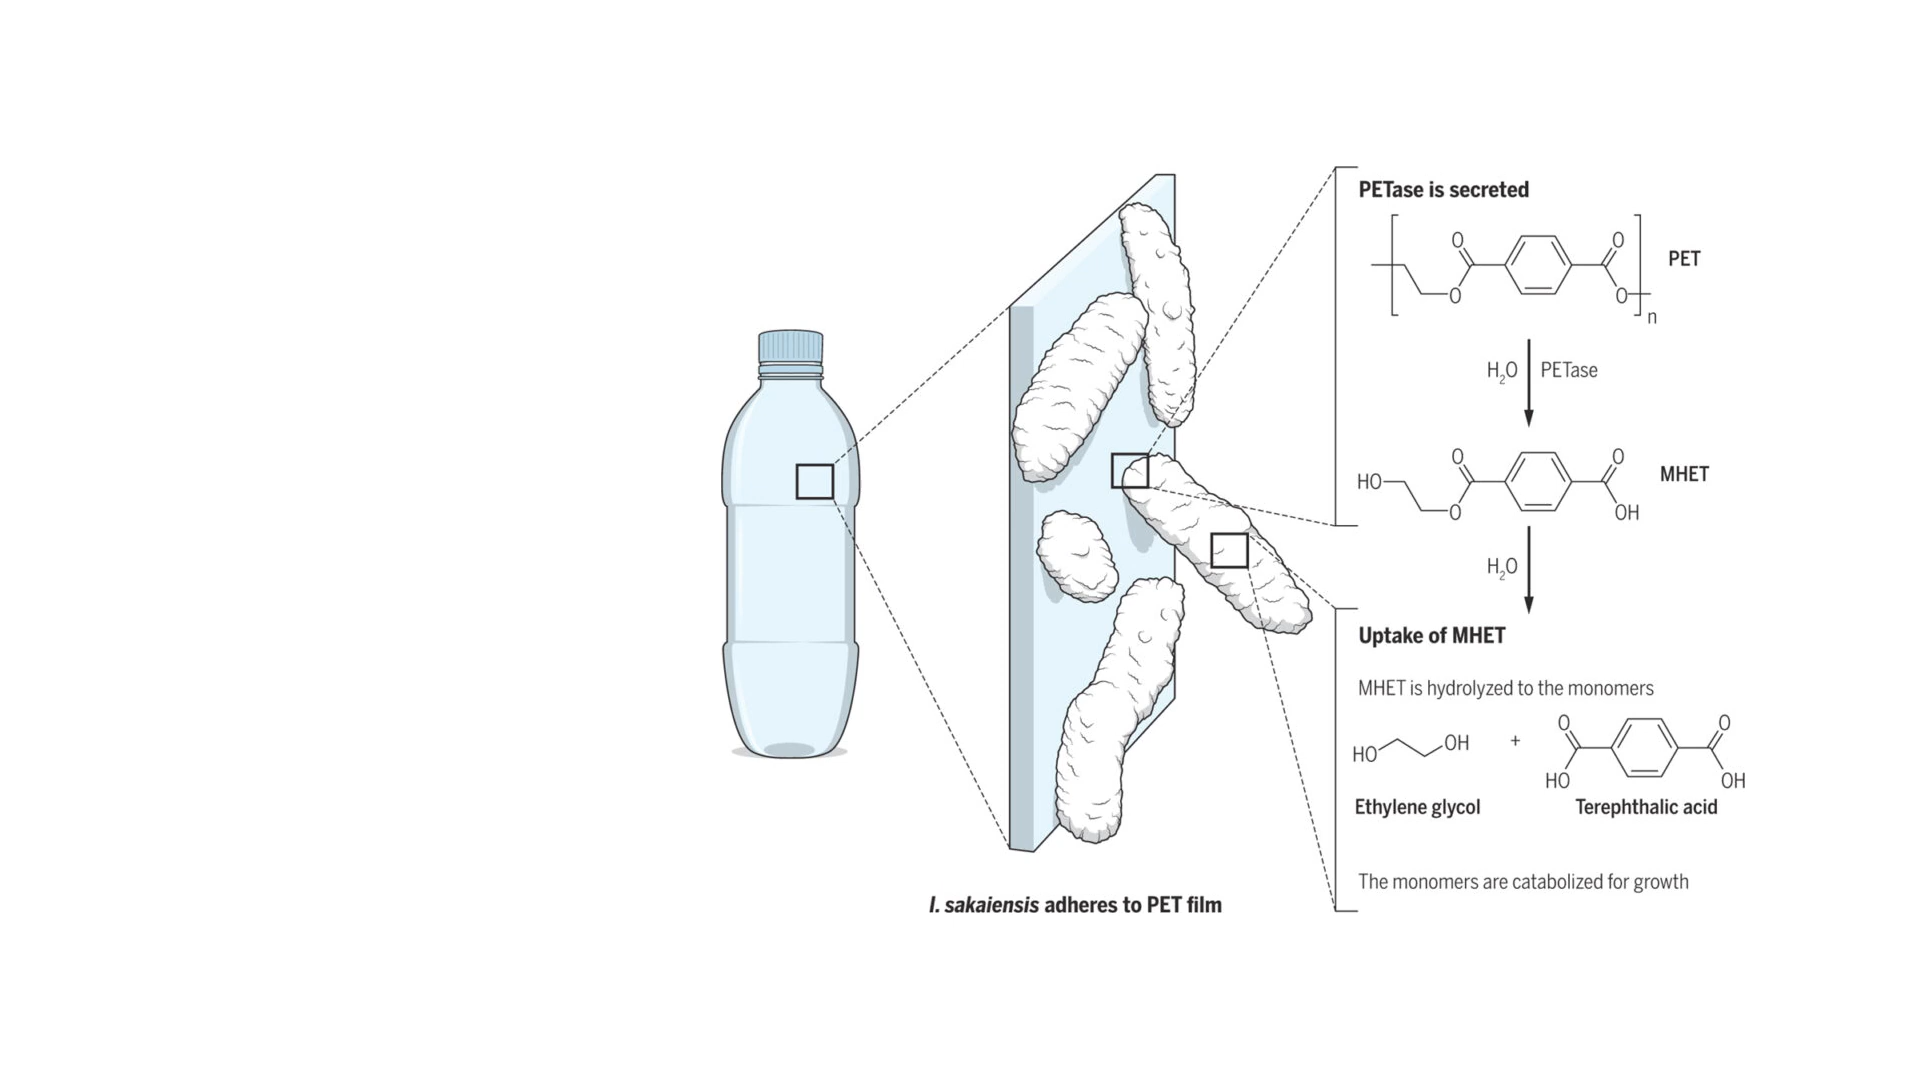 PETase is secreted
O
O
O
O
n
PET
H₂O
PETase
HO
O
O
O
OH
MHET
H₂O
Uptake of MHET
MHET is hydrolyzed to the monomers
HO
OH
+
O
HO
O
OH
Ethylene glycol
Terephthalic acid
The monomers are catabolized for growth
I. sakaiensis adheres to PET film